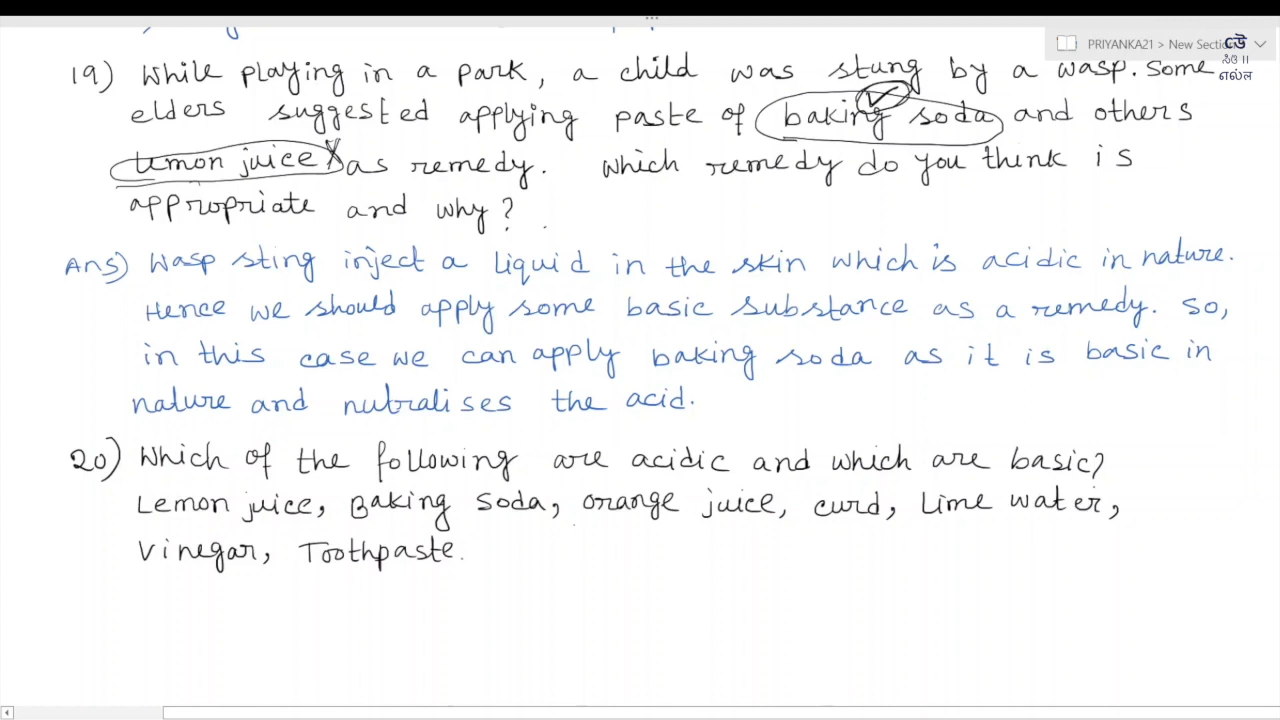 PRIYANKA21 > New Section
19) While playing in a park, a child was stung by a wasp. Some
elders suggested applying paste of baking soda and others
lemon juice as remedy. Which remedy do you think is
appropriate and why?
Ans) Wasp sting inject a liquid in the skin which is acidic in nature.
Hence we should apply some basic substance as a remedy. So,
in this case we can apply baking soda as it is basic in
nature and nutralises the acid.
20) Which of the following are acidic and which are basic?
Lemon juice, Baking soda, orange juice, curd, Lime water,
Vinegar, Toothpaste.